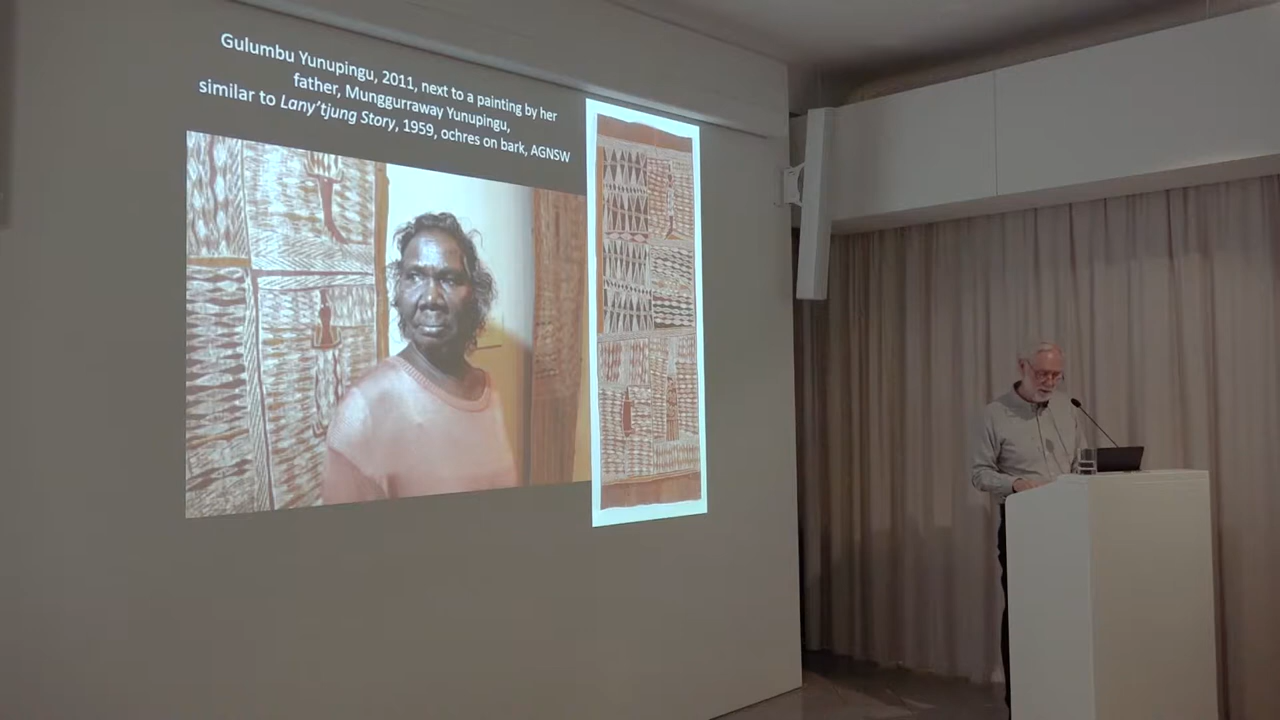 Gulumbu Yunupingu, 2011, next to a painting by her
father, Munggurraway Yunupingu,
similar to Lany'tjung Story, 1959, ochres on bark, AGNSW